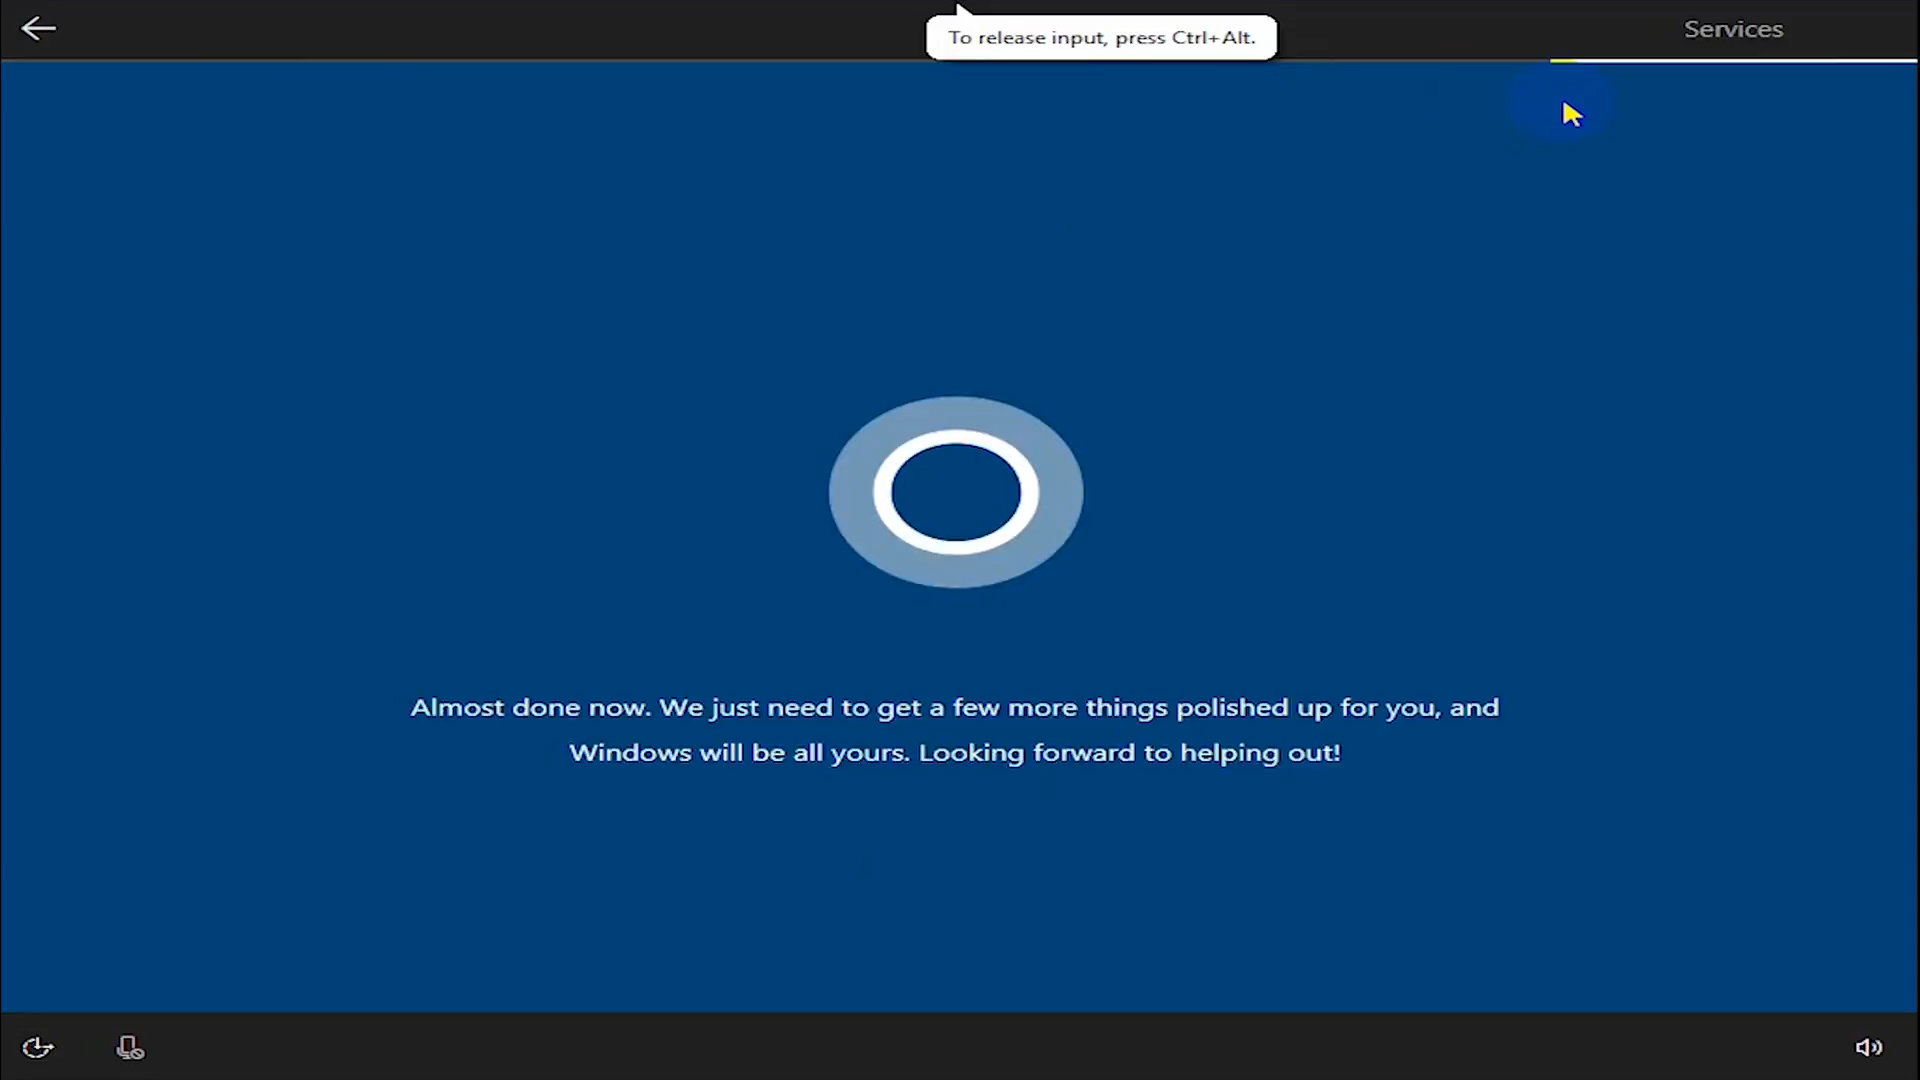 To release input, press Ctrl+Alt.
Services
Almost done now. We just need to get a few more things polished up for you, and
Windows will be all yours. Looking forward to helping out!